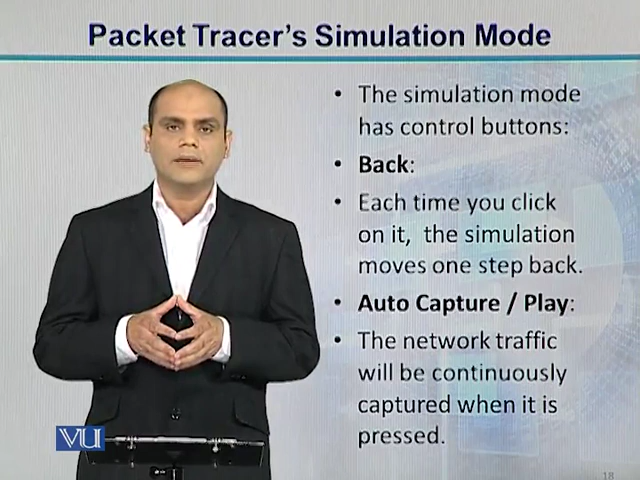 Packet Tracer's Simulation Mode
• The simulation mode
has control buttons:
• Back:
• Each time you click
on it, the simulation
moves one step back.
• Auto Capture / Play:
• The network traffic
will be continuously
captured when it is
pressed.
VU
18